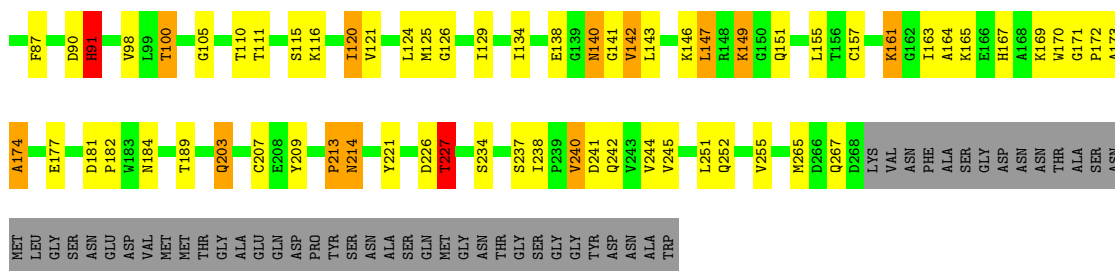 F87 D90 H91 V98 L99 T100 G105 T110 T111 S115 K116 I120 V121 L124 M125 G126 I129 I134 E138 G139 N140 G141 V142 L143 K146 L147 R148 K149 G150 Q151 L155 T156 C157 K161 G162 I163 A164 K165 E166 H167 A168 K169 W170 G171 P172 A173
A174 E177 D181 P182 W183 N184 T189 Q203 C207 E208 Y209 P213 N214 Y221 D226 T227 S234 S237 I238 P239 V240 D241 Q242 V243 V244 V245 L251 Q252 V255 M265 D266 Q267 D268 LYS VAL ASN PHE ALA SER GLY ASP ASN ASN THR ALA SER ASN
MET LEU GLY SER ASN GLU ASP VAL MET MET THR GLY ALA GLU GLN ASP PRO TYR SER ASN ALA SER GLN MET GLY ASN THR GLY SER GLY GLY TYR ASP ASN ALA TRP